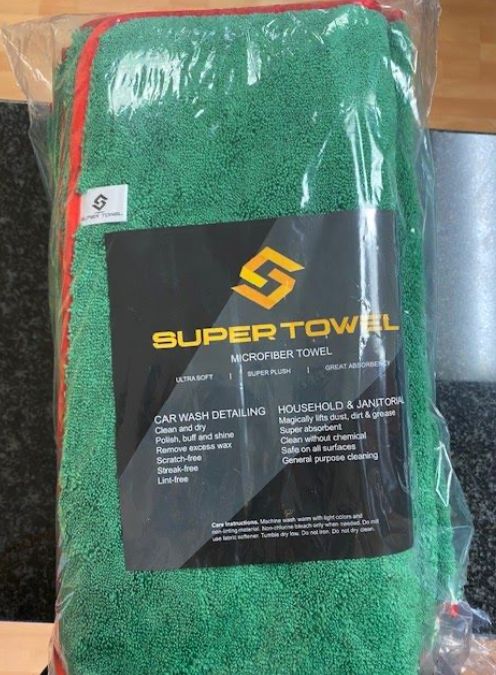 SUPER TOWEL
SUPER TOWEL
MICROFIBER TOWEL
ULTRA SOFT | SUPER PLUSH | GREAT ABSORBENCY
CAR WASH DETAILING
Clean and dry
Polish, buff and shine
Remove excess wax
Scratch-free
Streak-free
Lint-free
HOUSEHOLD & JANITORIAL
Magically lifts dust, dirt & grease
Super absorbent
Clean without chemical
Safe on all surfaces
General purpose cleaning
Care Instructions. Machine wash warm with light colors and
non-linting material. Non-chlorine bleach only when needed. Do not
use fabric softener. Tumble dry low. Do not iron. Do not dry clean.